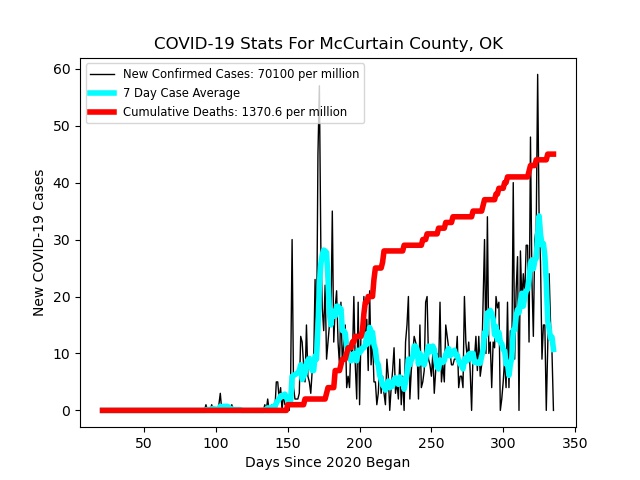 COVID-19 Stats For McCurtain County, OK
New Confirmed Cases: 70100 per million
7 Day Case Average
Cumulative Deaths: 1370.6 per million
60
50
40
30
20
10
0
New COVID-19 Cases
50 100 150 200 250 300 350
Days Since 2020 Began